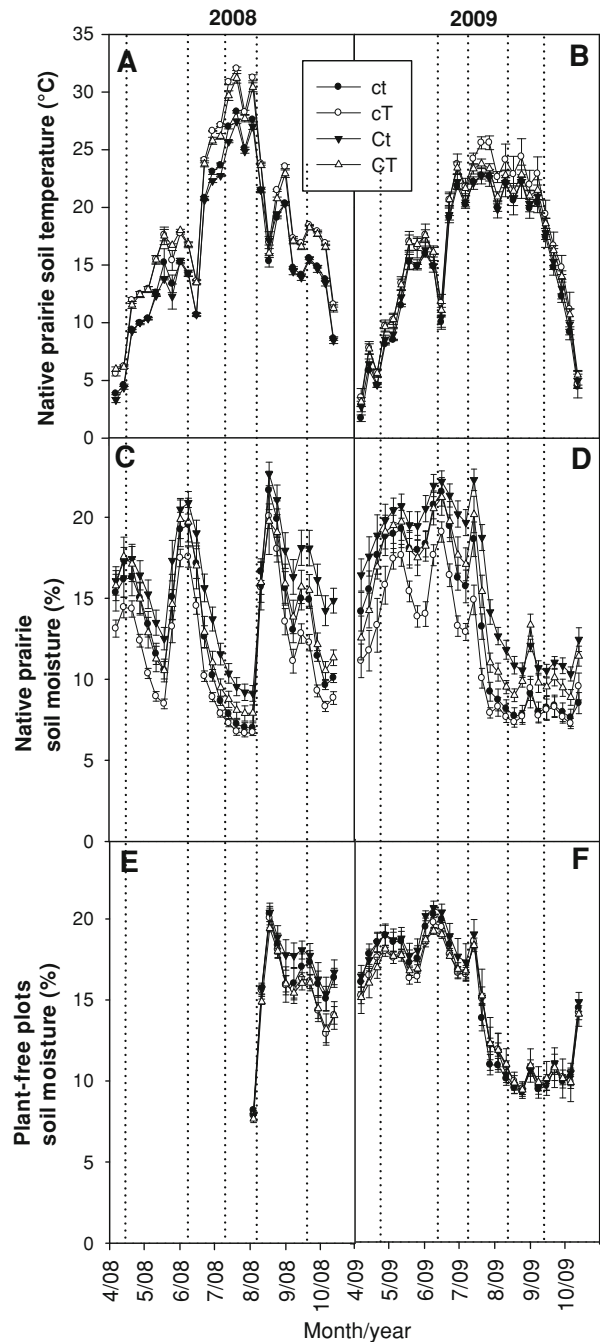 2008 2009
A B
ct
cT
Ct
CT
Native prairie soil temperature (°C)
35
30
25
20
15
10
5
0
C D
Native prairie
soil moisture (%)
20
15
10
5
0
E F
Plant-free plots
soil moisture (%)
20
15
10
5
0
4/08 5/08 6/08 7/08 8/08 9/08 10/08 4/09 5/09 6/09 7/09 8/09 9/09 10/09
Month/year